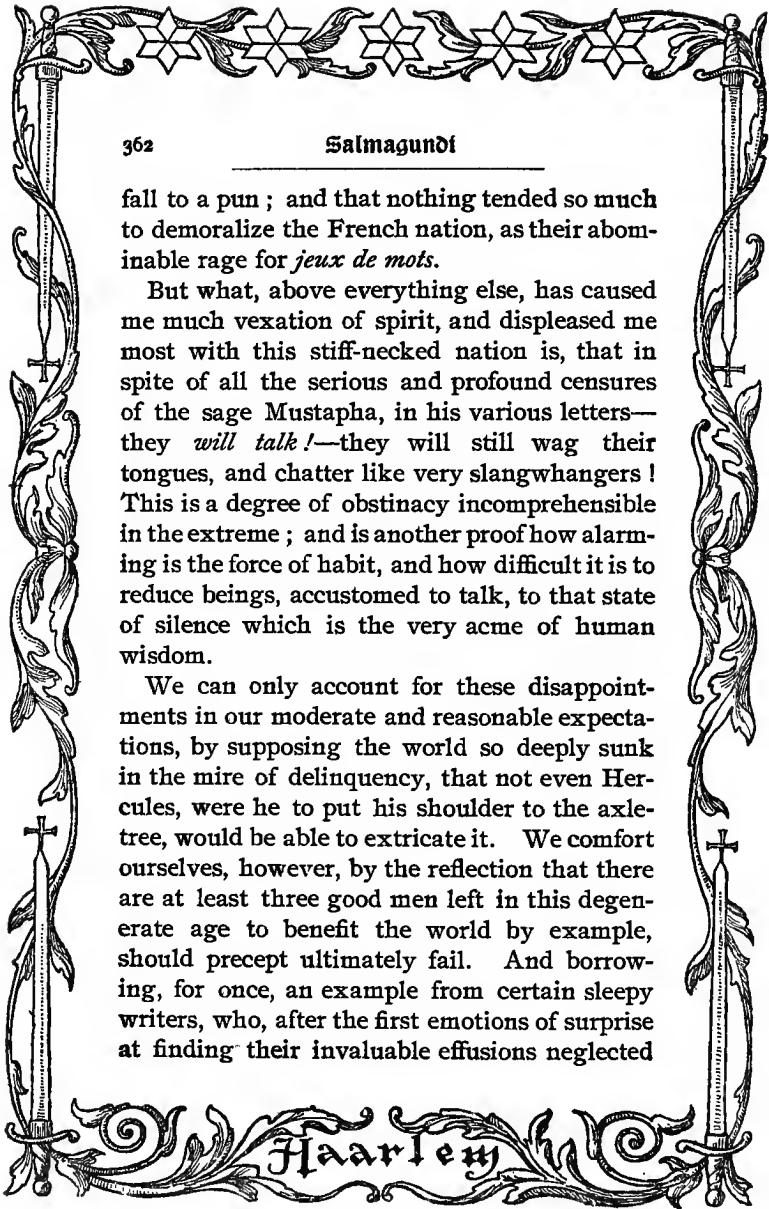 362 Salmagundi
fall to a pun ; and that nothing tended so much
to demoralize the French nation, as their abom-
inable rage for jeux de mots.
But what, above everything else, has caused
me much vexation of spirit, and displeased me
most with this stiff-necked nation is, that in
spite of all the serious and profound censures
of the sage Mustapha, in his various letters—
they will talk !—they will still wag their
tongues, and chatter like very slangwhangers !
This is a degree of obstinacy incomprehensible
in the extreme ; and is another proof how alarm-
ing is the force of habit, and how difficult it is to
reduce beings, accustomed to talk, to that state
of silence which is the very acme of human
wisdom.
We can only account for these disappoint-
ments in our moderate and reasonable expecta-
tions, by supposing the world so deeply sunk
in the mire of delinquency, that not even Her-
cules, were he to put his shoulder to the axle-
tree, would be able to extricate it. We comfort
ourselves, however, by the reflection that there
are at least three good men left in this degen-
erate age to benefit the world by example,
should precept ultimately fail. And borrow-
ing, for once, an example from certain sleepy
writers, who, after the first emotions of surprise
at finding their invaluable effusions neglected
Haarlem